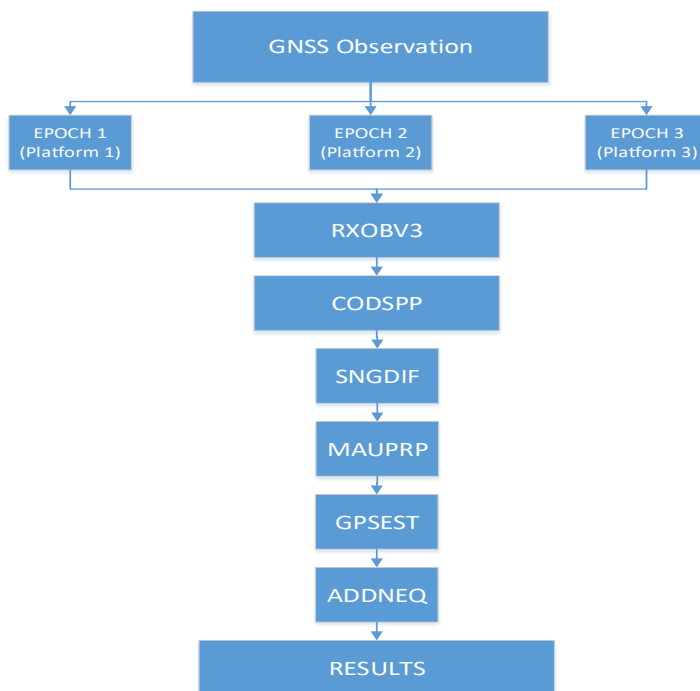 GNSS Observation
EPOCH 1
(Platform 1)
EPOCH 2
(Platform 2)
EPOCH 3
(Platform 3)
RXOBV3
CODSPP
SNGDIF
MAUPRP
GPSEST
ADDNEQ
RESULTS